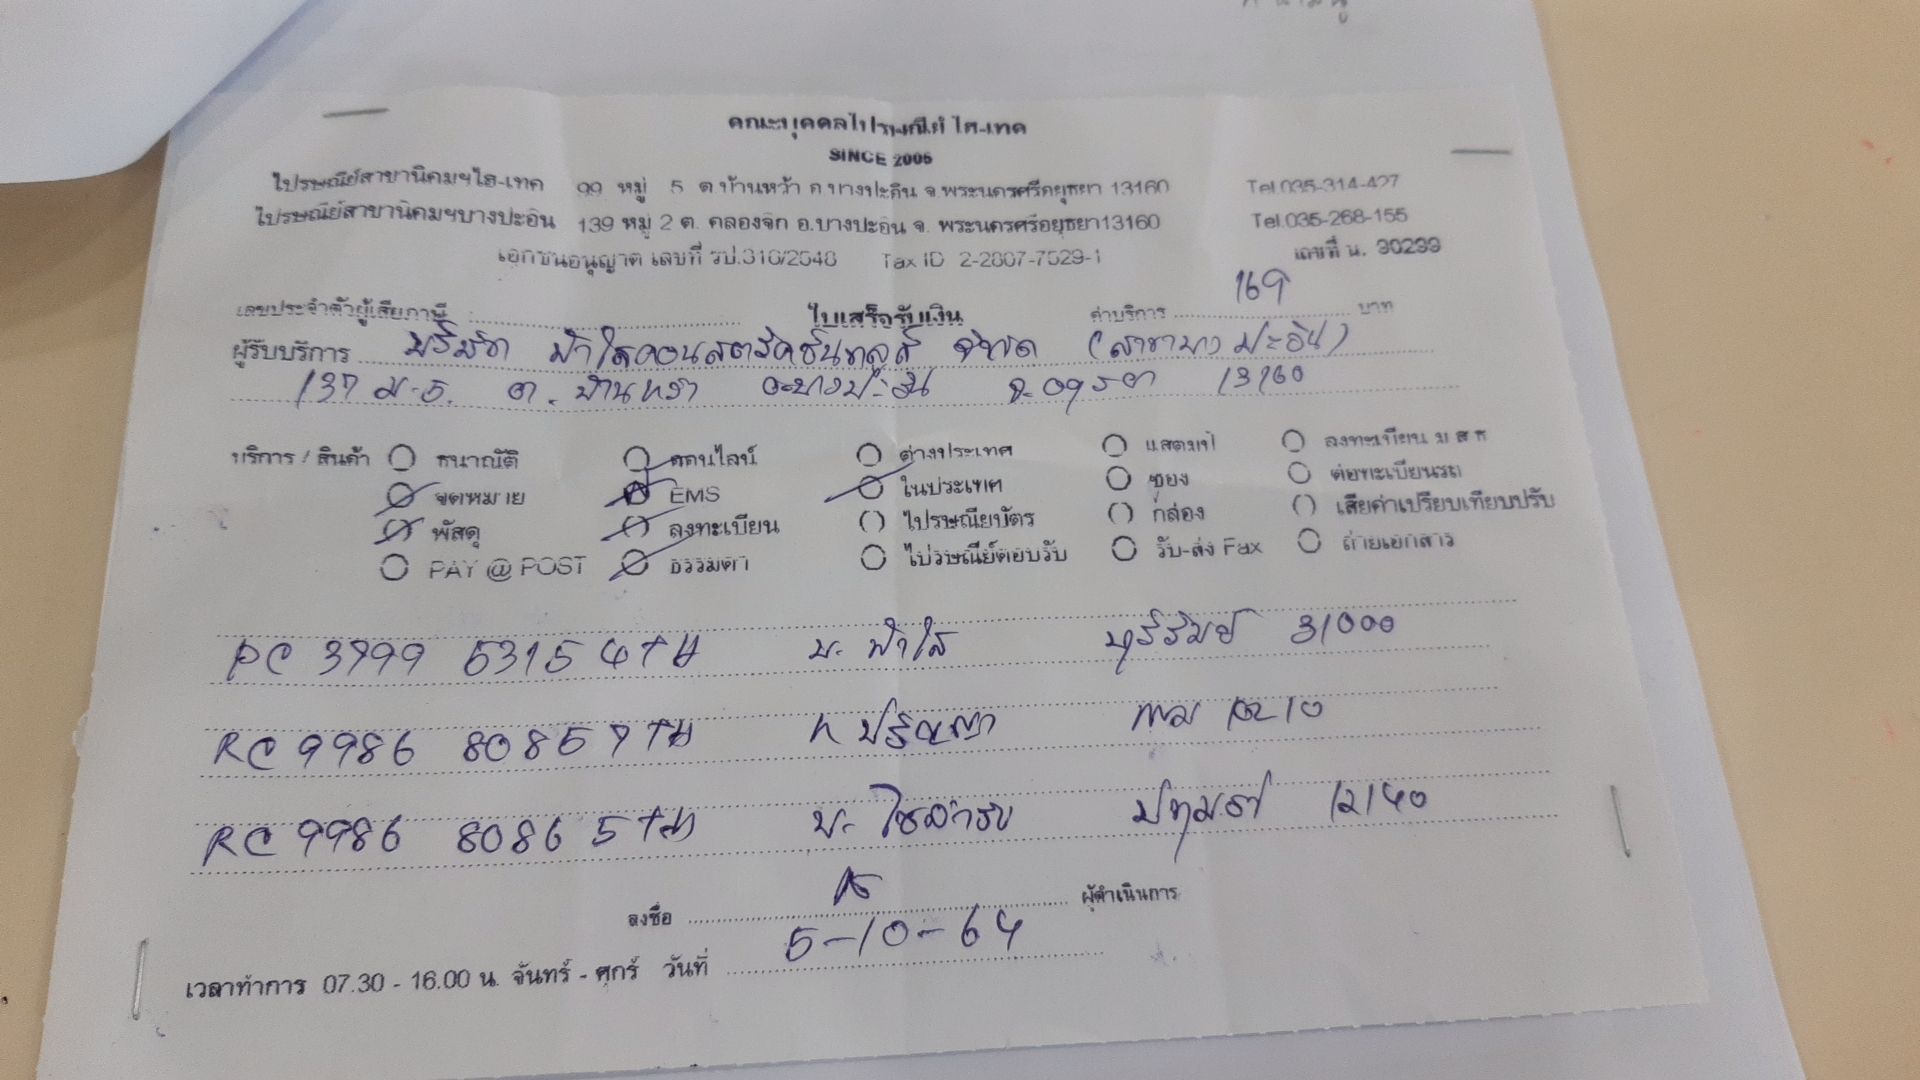 คณะบุคคลไปรษณีย์ ไฮ-เทค
SINCE 2005
ไปรษณีย์สาขานิคมฯไฮ-เทค 99 หมู่ 5 ต.บ้านหว้า อ.บางปะอิน จ.พระนครศรีอยุธยา 13160 Tel.035-314-427
ไปรษณีย์สาขานิคมฯบางปะอิน 139 หมู่ 2 ต. คลองจิก อ.บางปะอิน จ. พระนครศรีอยุธยา13160 Tel.035-268-155
เอกชนอนุญาต เลขที่ รป.316/2548 Tax ID 2-2807-7529-1 เลขที่ น. 30239
เลขประจำตัวผู้เสียภาษี ใบเสร็จรับเงิน ค่าบริการ 169 บาท
ผู้รับบริการ บริษัท ฟ้าใสคอนสตรัคชั่น จำกัด (สาขาบางปะอิน)
137 ม.5. ต. บ้านหว้า อ.บางปะอิน จ.อยุธยา 13160
บริการ / สินค้า ธนาณัติ ออนไลน์ ต่างประเทศ แสตมป์ ลงทะเบียน ม ส ธ
จดหมาย EMS ในประเทศ ซอง ต่อทะเบียนรถ
พัสดุ ลงทะเบียน ไปรษณียบัตร กล่อง เสียค่าเปรียบเทียบปรับ
PAY @ POST ธรรมดา ไปรษณีย์ตอบรับ รับ-ส่ง Fax ถ่ายเอกสาร
PC 3999 5315 4 TH บ. ฟ้าใส บุรีรัมย์ 31000
RC 9986 8085 7 TH ค ปริญญา กทม 10210
RC 9986 8086 5 TH บ. ปทุมธา 12140
ลงชื่อ ผู้ดำเนินการ
เวลาทำการ 07.30 - 16.00 น. จันทร์ - ศุกร์ วันที่ 5-10-64